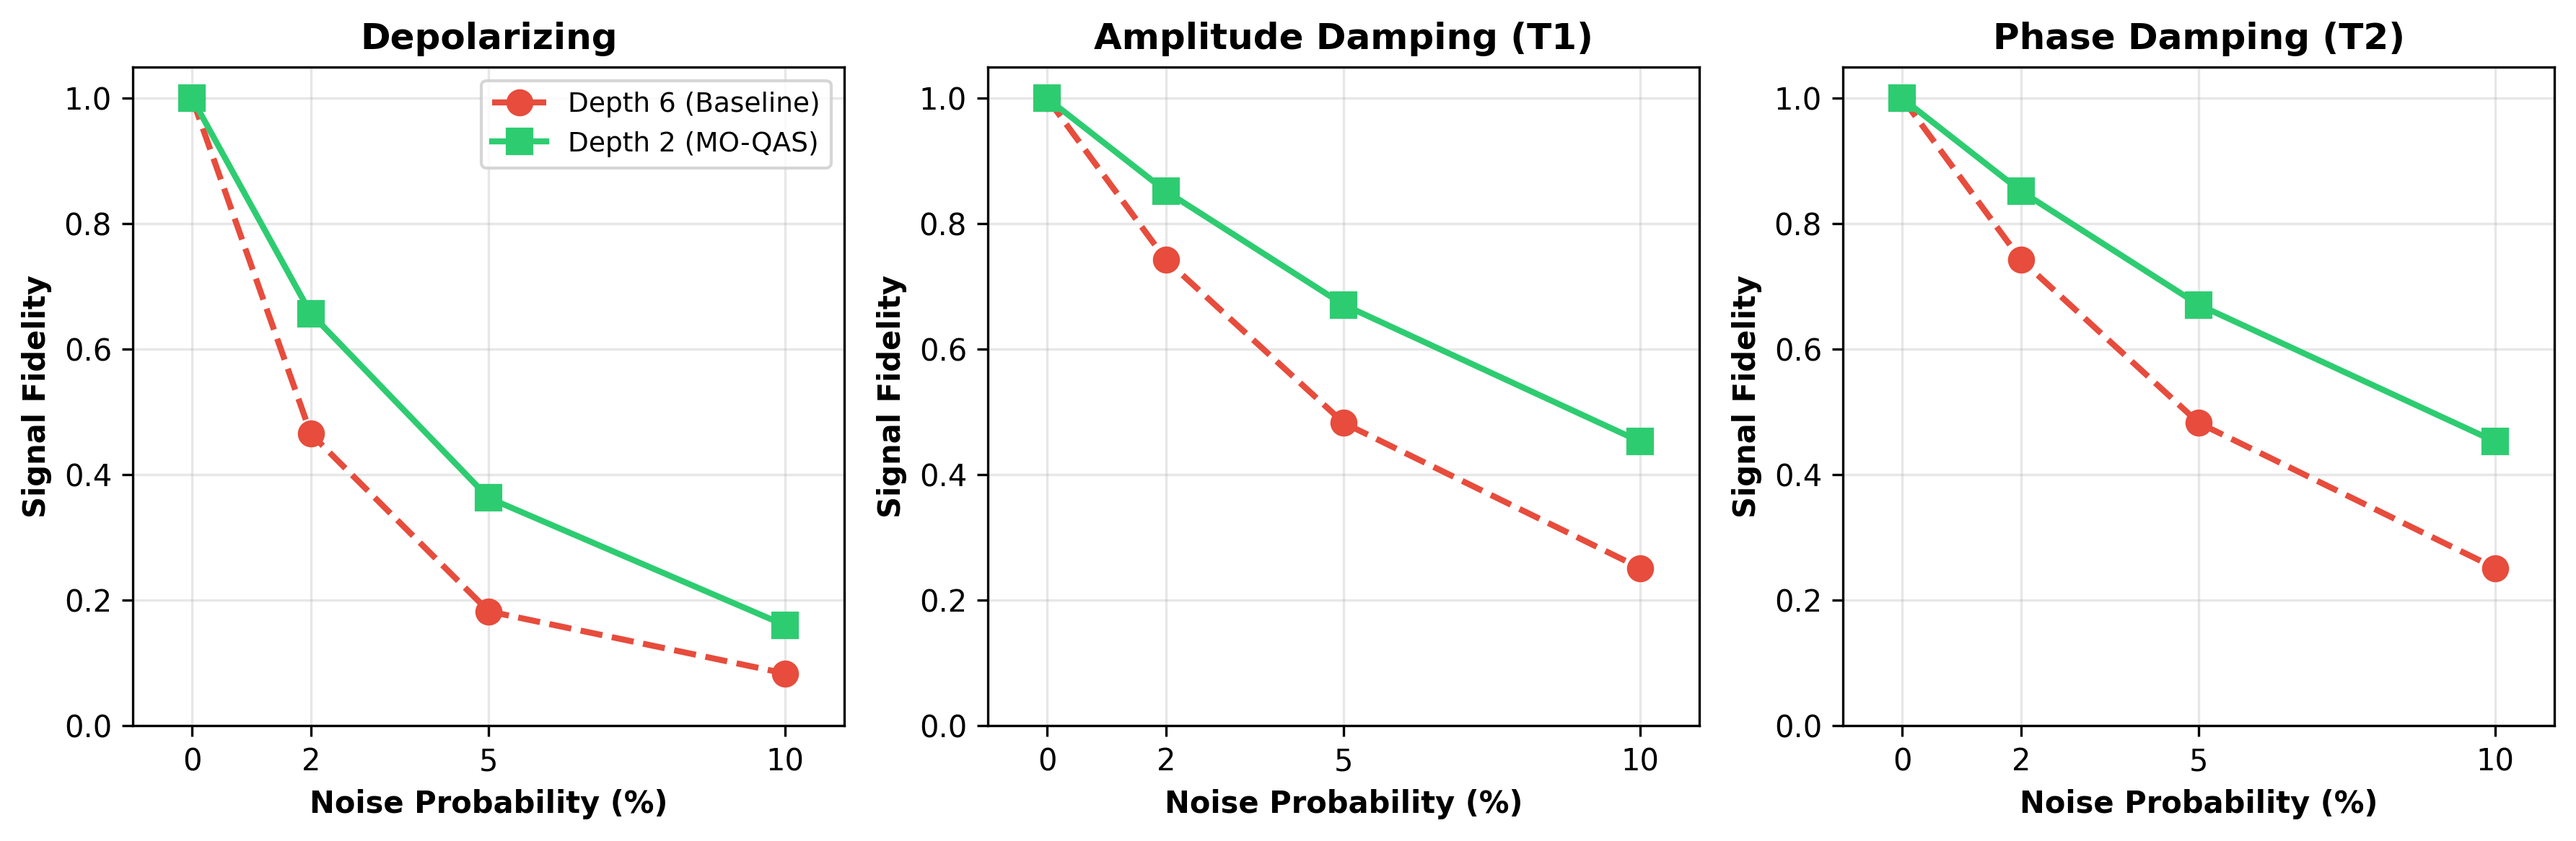 Depolarizing
1.0
0.8
0.6
0.4
0.2
0.0
Signal Fidelity
Depth 6 (Baseline)
Depth 2 (MO-QAS)
0 2 5 10
Noise Probability (%)
Amplitude Damping (T1)
1.0
0.8
0.6
0.4
0.2
0.0
Signal Fidelity
0 2 5 10
Noise Probability (%)
Phase Damping (T2)
1.0
0.8
0.6
0.4
0.2
0.0
Signal Fidelity
0 2 5 10
Noise Probability (%)